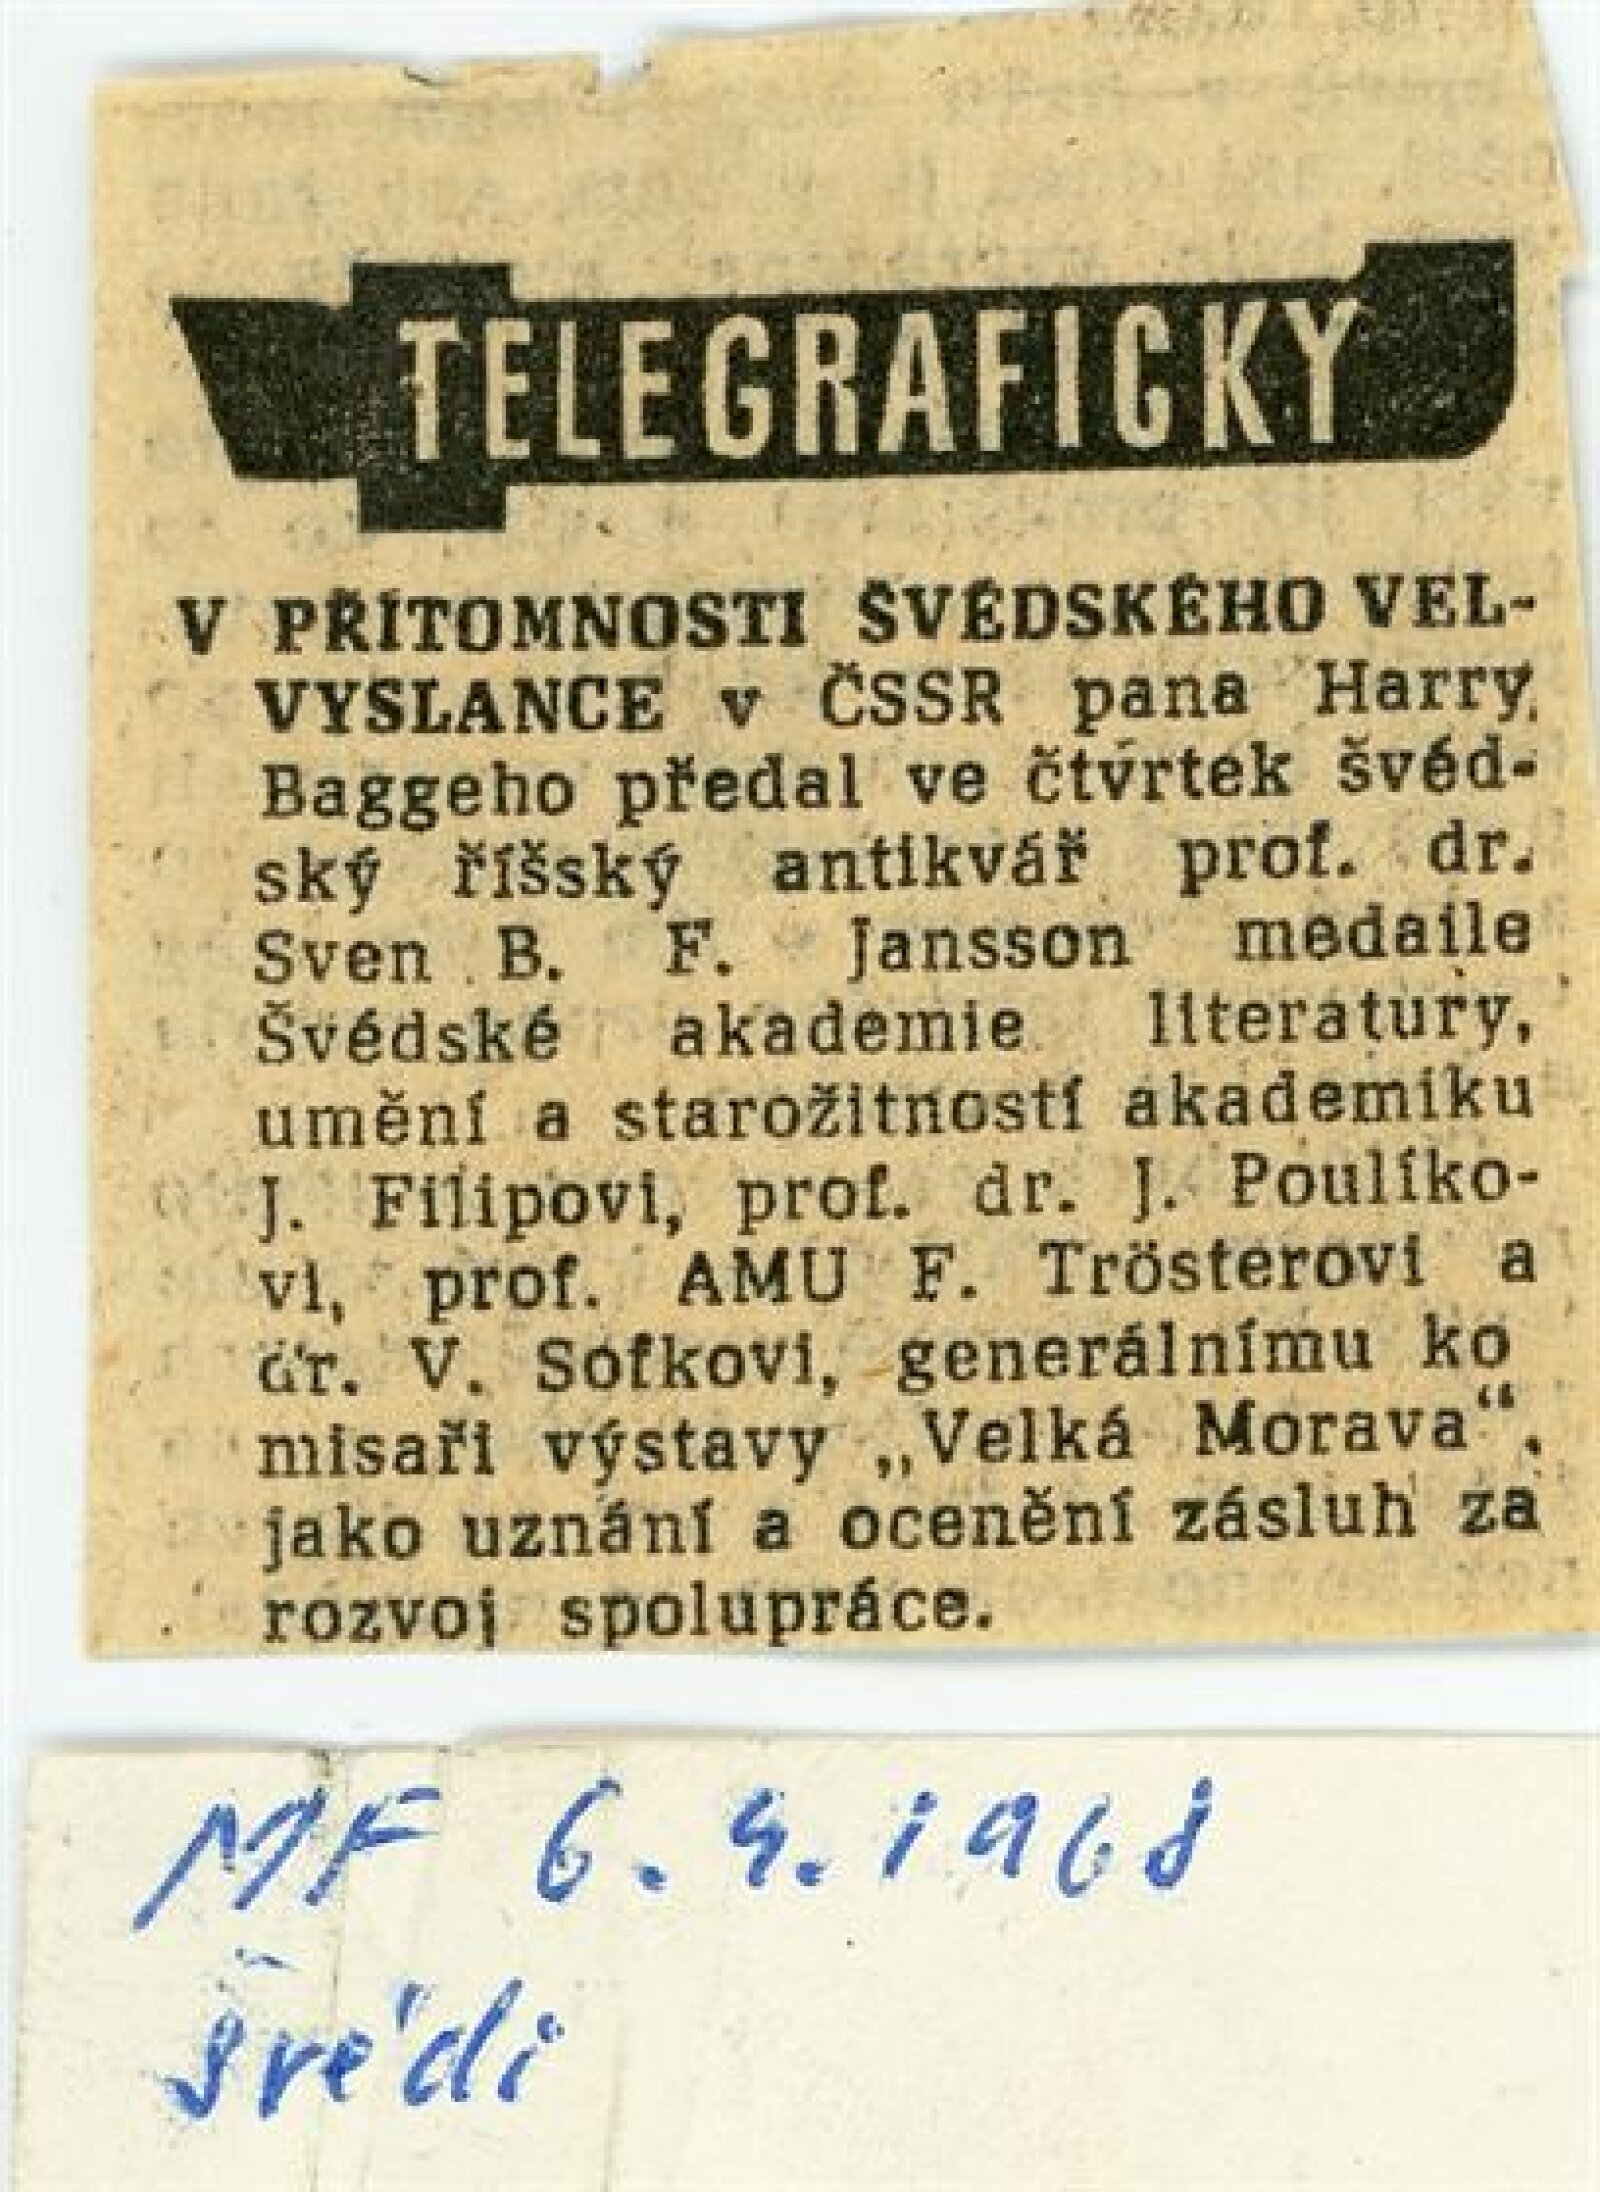 TELEGRAFICKY
V PŘÍTOMNOSTI ŠVÉDSKÉHO VEL-
VYSLANCE v ČSSR pana Harry
Baggeho předal ve čtvrtek švéd-
ský říšský antikvář prof. dr.
Sven B. F. Jansson medaile
Švédské akademie literatury,
umění a starožitností akademiku
J. Filipovi, prof. dr. J. Poulíko-
vi, prof. AMU F. Trösterovi a
dr. V. Sofkovi, generálnímu ko
misaři výstavy „Velká Morava“,
jako uznání a ocenění zásluh za
rozvoj spolupráce.
MF 6.4.1968
Švédi